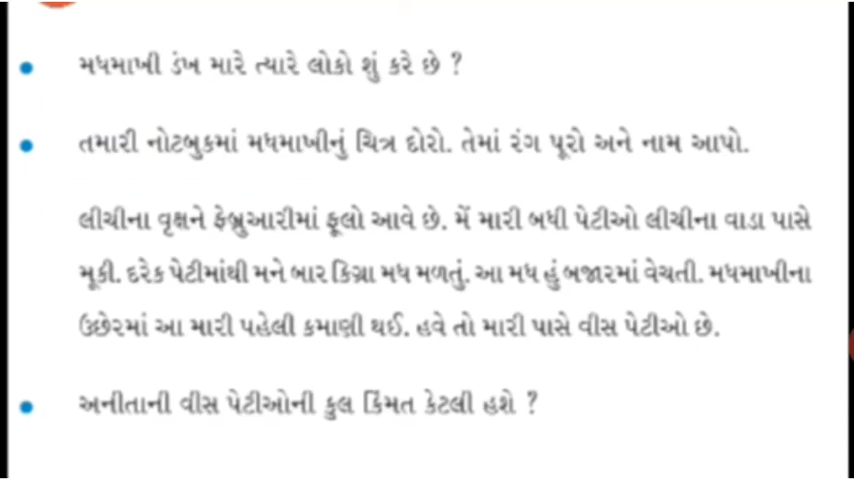 મધમાખી ડંખ મારે ત્યારે લોકો શું કરે છે ?
તમારી નોટબુકમાં મધમાખીનું ચિત્ર દોરો. તેમાં રંગ પૂરો અને નામ આપો.
લીચીના વૃક્ષને ફેબ્રુઆરીમાં ફૂલો આવે છે. મેં મારી બધી પેટીઓ લીચીના વાડા પાસે
મૂકી. દરેક પેટીમાંથી મને બાર કિગ્રા મધ મળતું. આ મધ હું બજારમાં વેચતી. મધમાખીના
ઉછેરમાં આ મારી પહેલી કમાણી થઈ. હવે તો મારી પાસે વીસ પેટીઓ છે.
અનીતાની વીસ પેટીઓની કુલ કિંમત કેટલી હશે ?